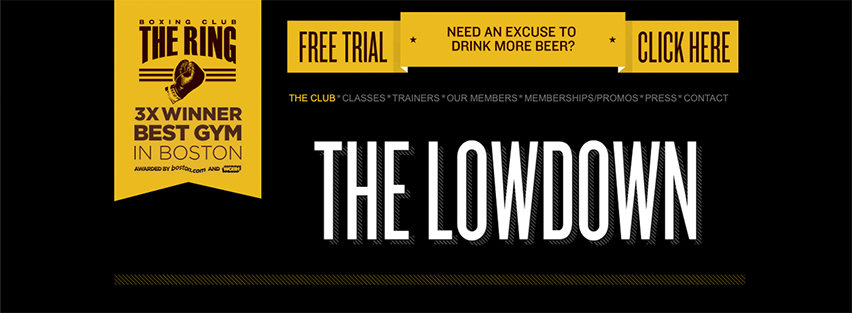 BOXING CLUB
THE RING
3X WINNER
BEST GYM
IN BOSTON
AWARDED BY boston.com AND WCVB
FREE TRIAL
NEED AN EXCUSE TO
DRINK MORE BEER?
CLICK HERE
THE CLUB * CLASSES * TRAINERS * OUR MEMBERS * MEMBERSHIPS/PROMOS * PRESS * CONTACT
THE LOWDOWN